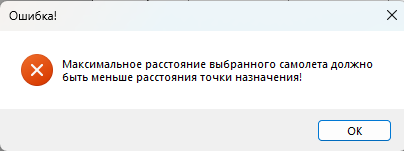 Ошибка!
Максимальное расстояние выбранного самолета должно
быть меньше расстояния точки назначения!
OK